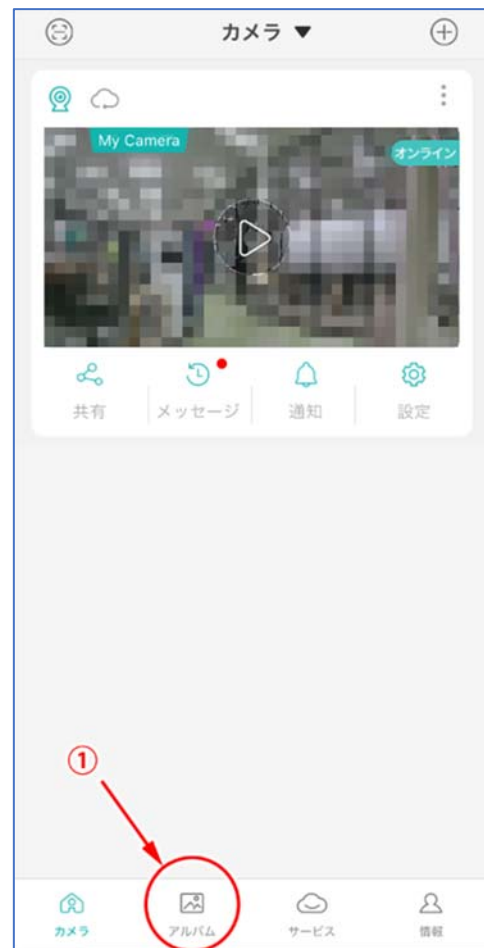 カメラ ▼
My Camera
オンライン
共有 メッセージ 通知 設定
①
カメラ アルバム サービス 情報